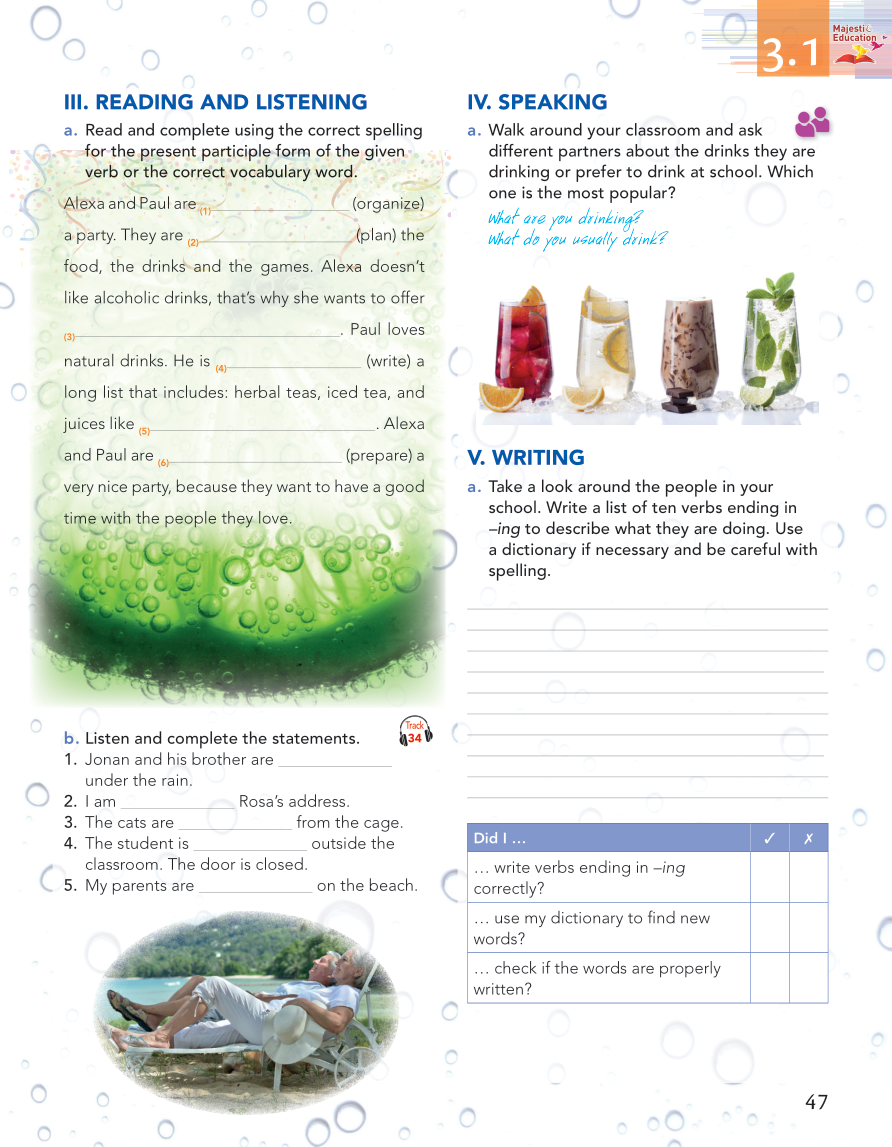 3.1
Majestic
Education
III. READING AND LISTENING
a. Read and complete using the correct spelling
for the present participle form of the given
verb or the correct vocabulary word.
Alexa and Paul are (1)____________________ (organize)
a party. They are (2)____________________ (plan) the
food, the drinks and the games. Alexa doesn't
like alcoholic drinks, that's why she wants to offer
(3)____________________. Paul loves
natural drinks. He is (4)____________________ (write) a
long list that includes: herbal teas, iced tea, and
juices like (5)____________________. Alexa
and Paul are (6)____________________ (prepare) a
very nice party, because they want to have a good
time with the people they love.
b. Listen and complete the statements.
Track
34
1. Jonan and his brother are ____________
under the rain.
2. I am ____________ Rosa's address.
3. The cats are ____________ from the cage.
4. The student is ____________ outside the
classroom. The door is closed.
5. My parents are ____________ on the beach.
IV. SPEAKING
a. Walk around your classroom and ask
different partners about the drinks they are
drinking or prefer to drink at school. Which
one is the most popular?
What are you drinking?
What do you usually drink?
V. WRITING
a. Take a look around the people in your
school. Write a list of ten verbs ending in
–ing to describe what they are doing. Use
a dictionary if necessary and be careful with
spelling.
Did I … ✓ ✗
… write verbs ending in –ing
correctly?
… use my dictionary to find new
words?
… check if the words are properly
written?
47